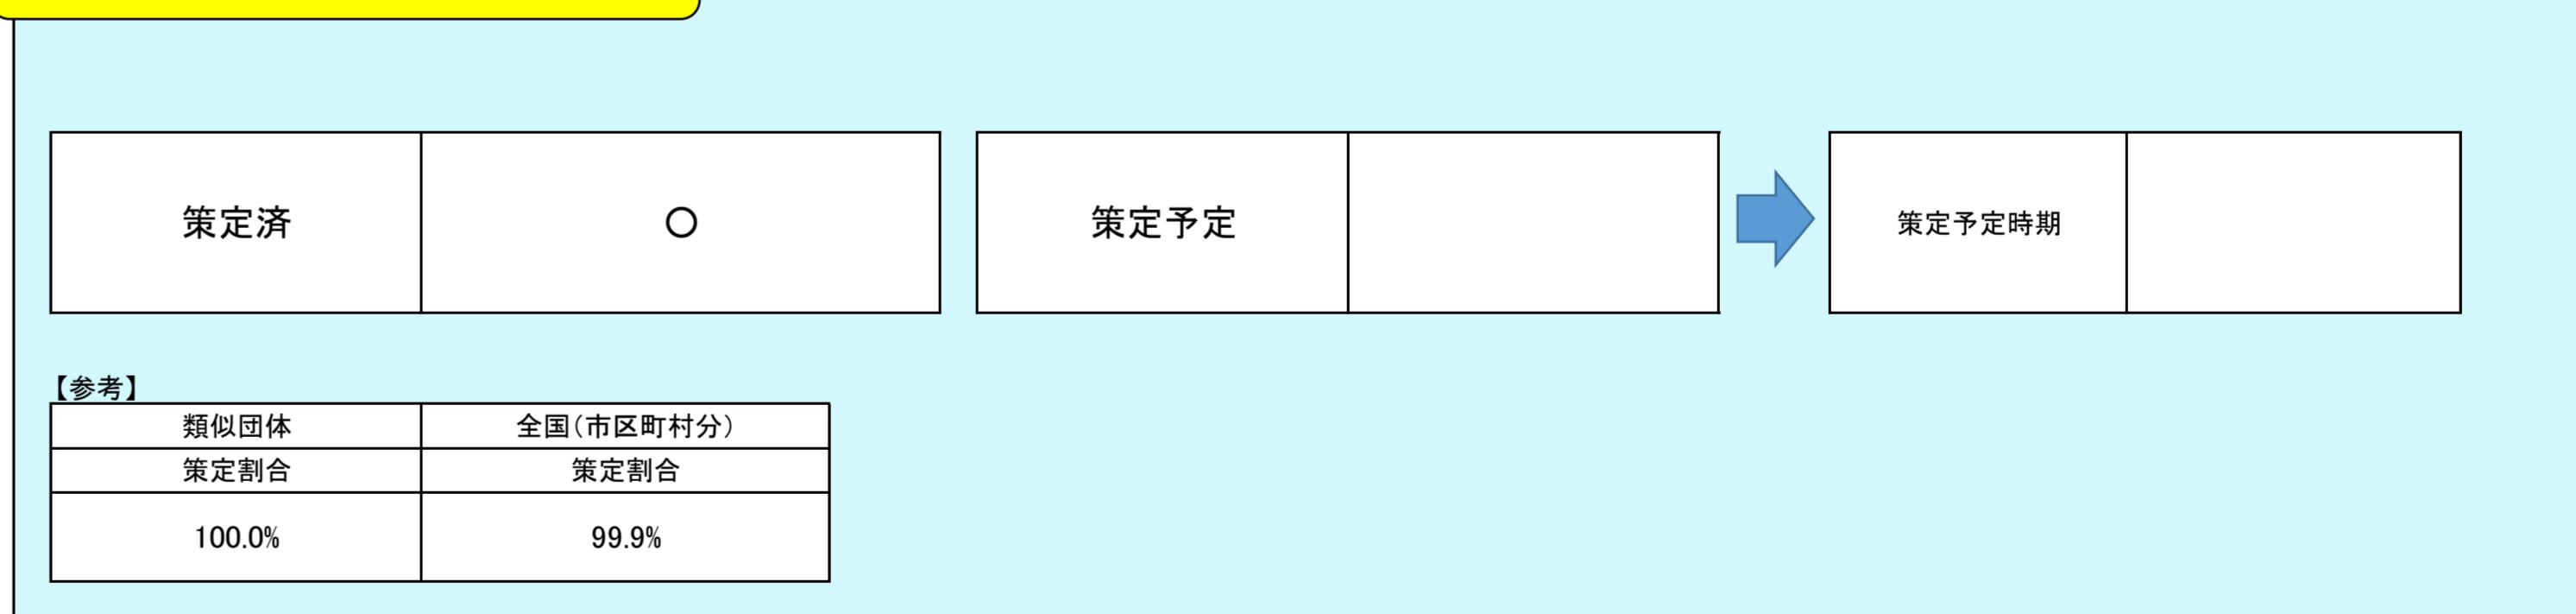 策定済 ○ 策定予定 策定予定時期
【参考】
類似団体 全国(市区町村分)
策定割合 策定割合
100.0% 99.9%